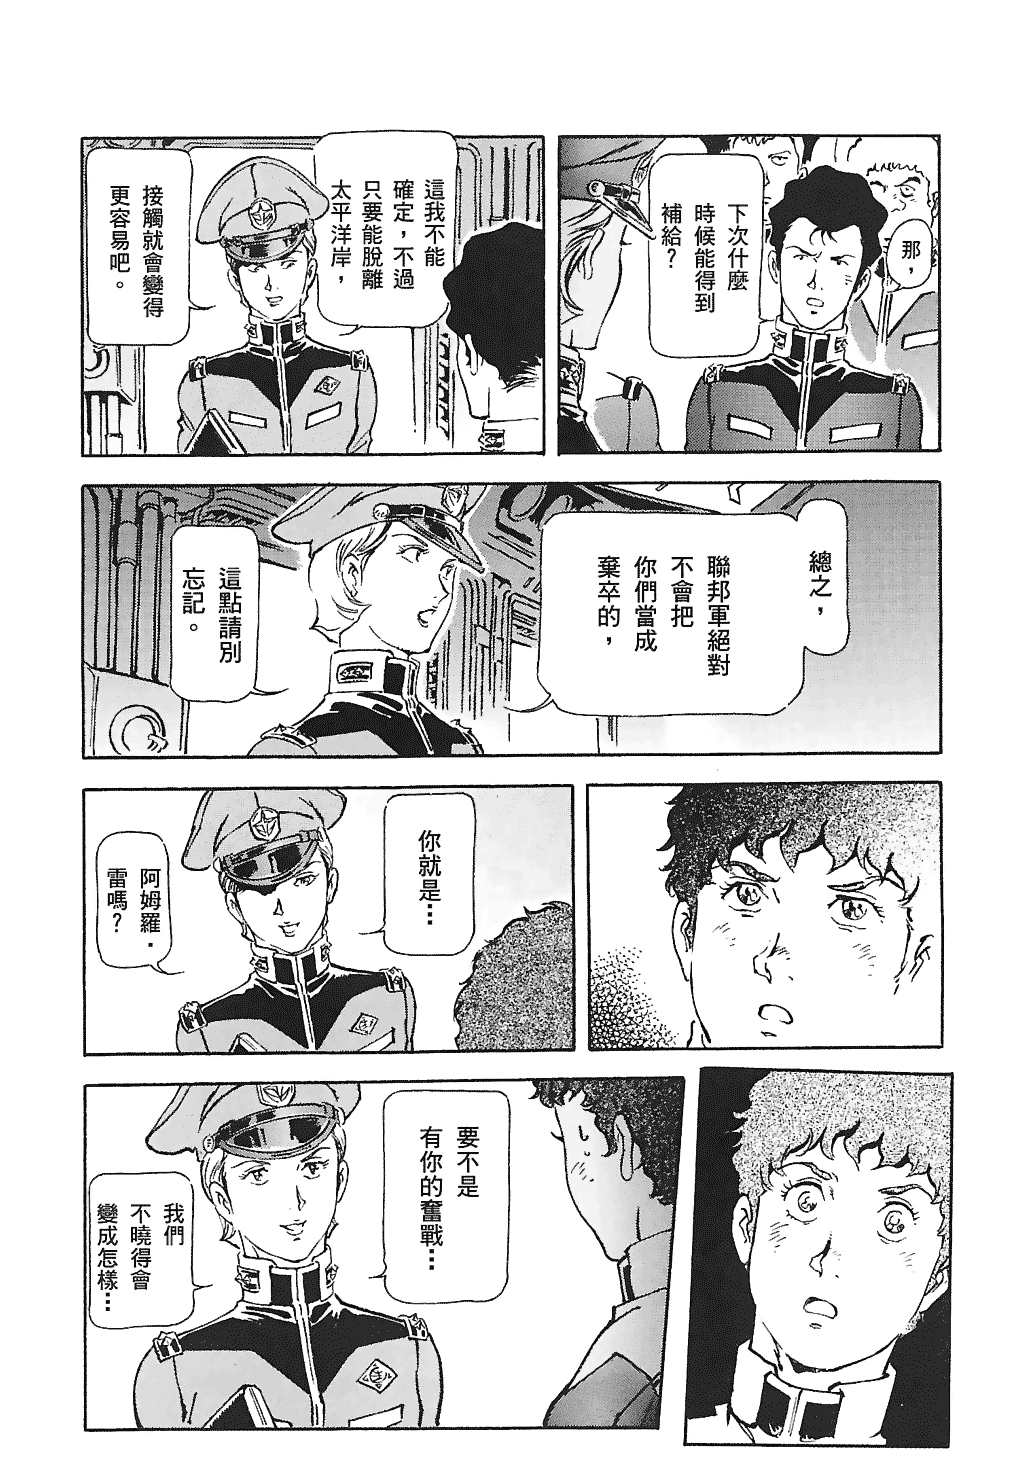 那，
下次什麼
時候能得到
補給？
這我不能
確定，不過
只要能脫離
太平洋岸，
接觸就會變得
更容易吧。
總之，
聯邦軍絕對
不會把
你們當成
棄卒的，
這點請別
忘記。
你就是…
阿姆羅．
雷嗎？
要不是
有你的奮戰…
我們
不曉得會
變成怎樣…